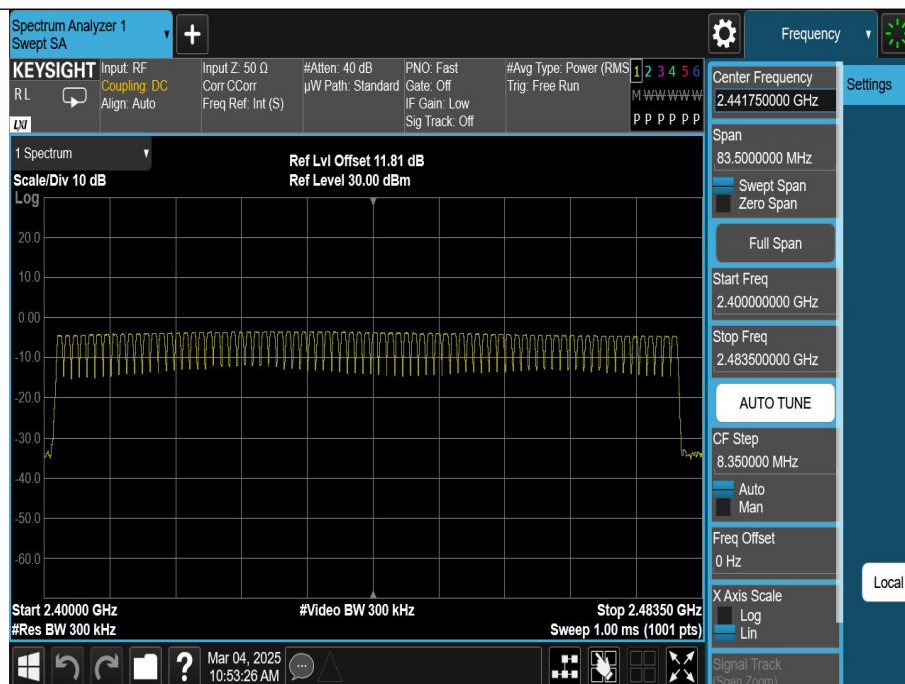 Spectrum Analyzer 1
Swept SA
+
Frequency
KEYSIGHT
RL
LXI
Input: RF
Coupling: DC
Align: Auto
Input Z: 50 Ω
Corr CCorr
Freq Ref: Int (S)
#Atten: 40 dB
µW Path: Standard
PNO: Fast
Gate: Off
IF Gain: Low
Sig Track: Off
#Avg Type: Power (RMS
Trig: Free Run
1 2 3 4 5 6
M W W W W W
P P P P P P
1 Spectrum
Scale/Div 10 dB
Log
Ref Lvl Offset 11.81 dB
Ref Level 30.00 dBm
20.0
10.0
0.00
-10.0
-20.0
-30.0
-40.0
-50.0
-60.0
Start 2.40000 GHz
#Res BW 300 kHz
#Video BW 300 kHz
Stop 2.48350 GHz
Sweep 1.00 ms (1001 pts)
?
Mar 04, 2025
10:53:26 AM
Center Frequency
2.441750000 GHz
Span
83.5000000 MHz
Swept Span
Zero Span
Full Span
Start Freq
2.400000000 GHz
Stop Freq
2.483500000 GHz
AUTO TUNE
CF Step
8.350000 MHz
Auto
Man
Freq Offset
0 Hz
X Axis Scale
Log
Lin
Signal Track
(Span Zoom)
Settings
Local